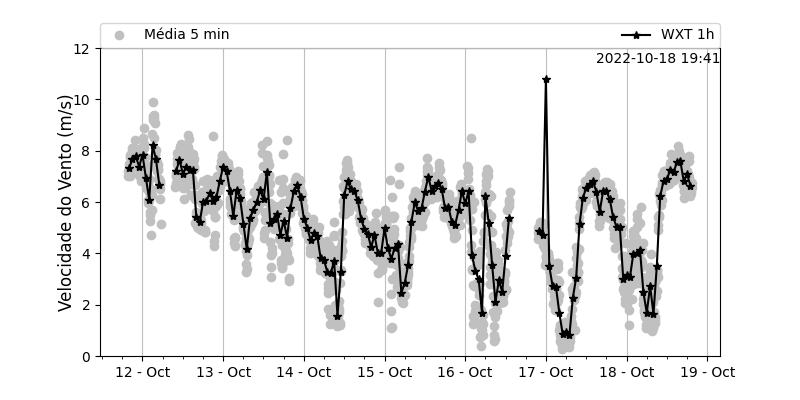 Média 5 min
WXT 1h
2022-10-18 19:41
Velocidade do Vento (m/s)
12
10
8
6
4
2
0
12 - Oct 13 - Oct 14 - Oct 15 - Oct 16 - Oct 17 - Oct 18 - Oct 19 - Oct